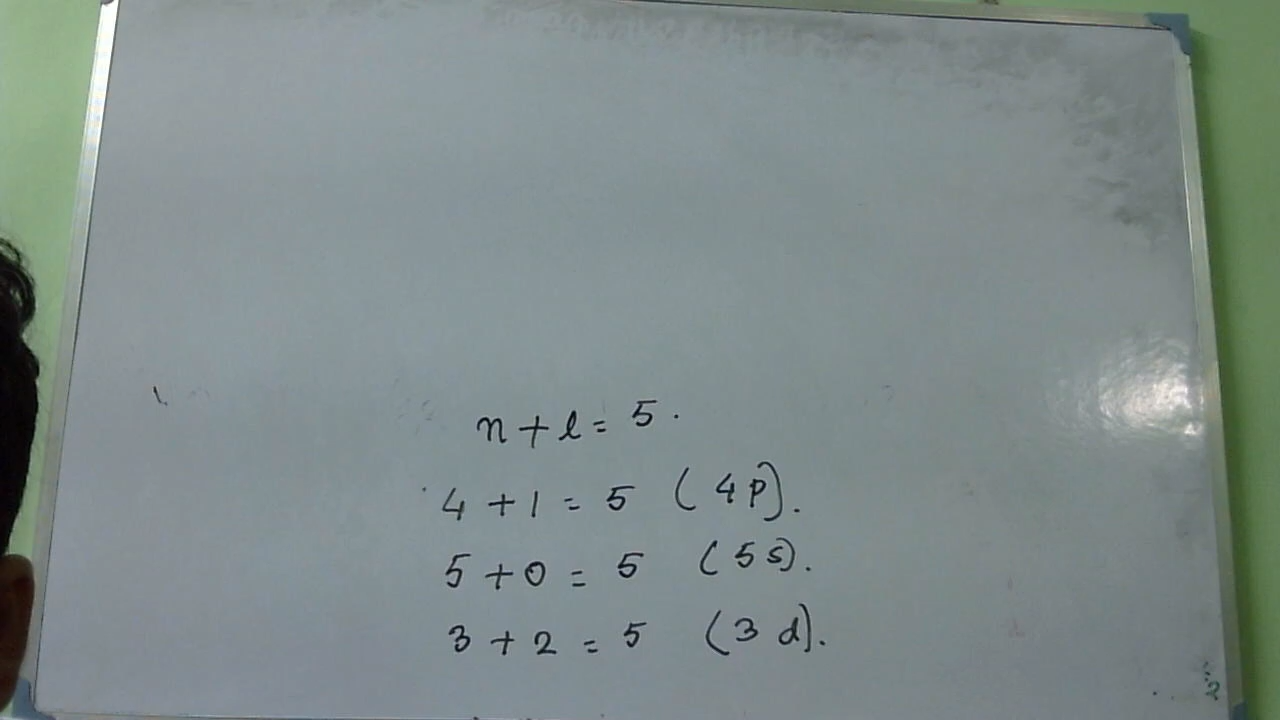 n + l = 5.
4 + 1 = 5 (4p).
5 + 0 = 5 (5s).
3 + 2 = 5 (3d).